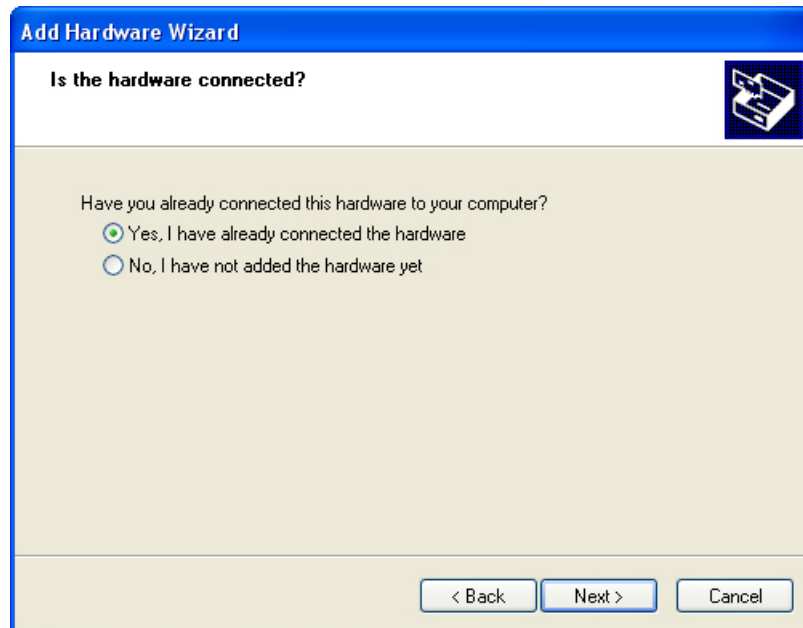 Add Hardware Wizard
Is the hardware connected?
Have you already connected this hardware to your computer?
Yes, I have already connected the hardware
No, I have not added the hardware yet
< Back Next > Cancel